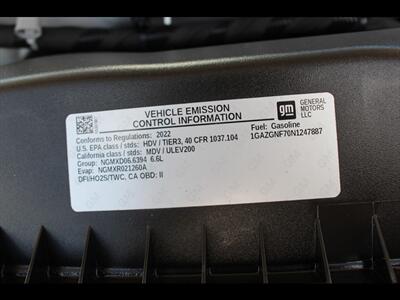 VEHICLE EMISSION
CONTROL INFORMATION
gm GENERAL
MOTORS
LLC
Conforms to Regulations: 2022
Fuel: Gasoline
U.S. EPA class / stds: HDV / TIER3, 40 CFR 1037.104
1GAZGNF70N1247887
California class / stds: MDV / ULEV200
Group: NGMXD06.6394 6.6L
Evap: NGMXR021260A
DFI/HO2S/TWC, CA OBD: II